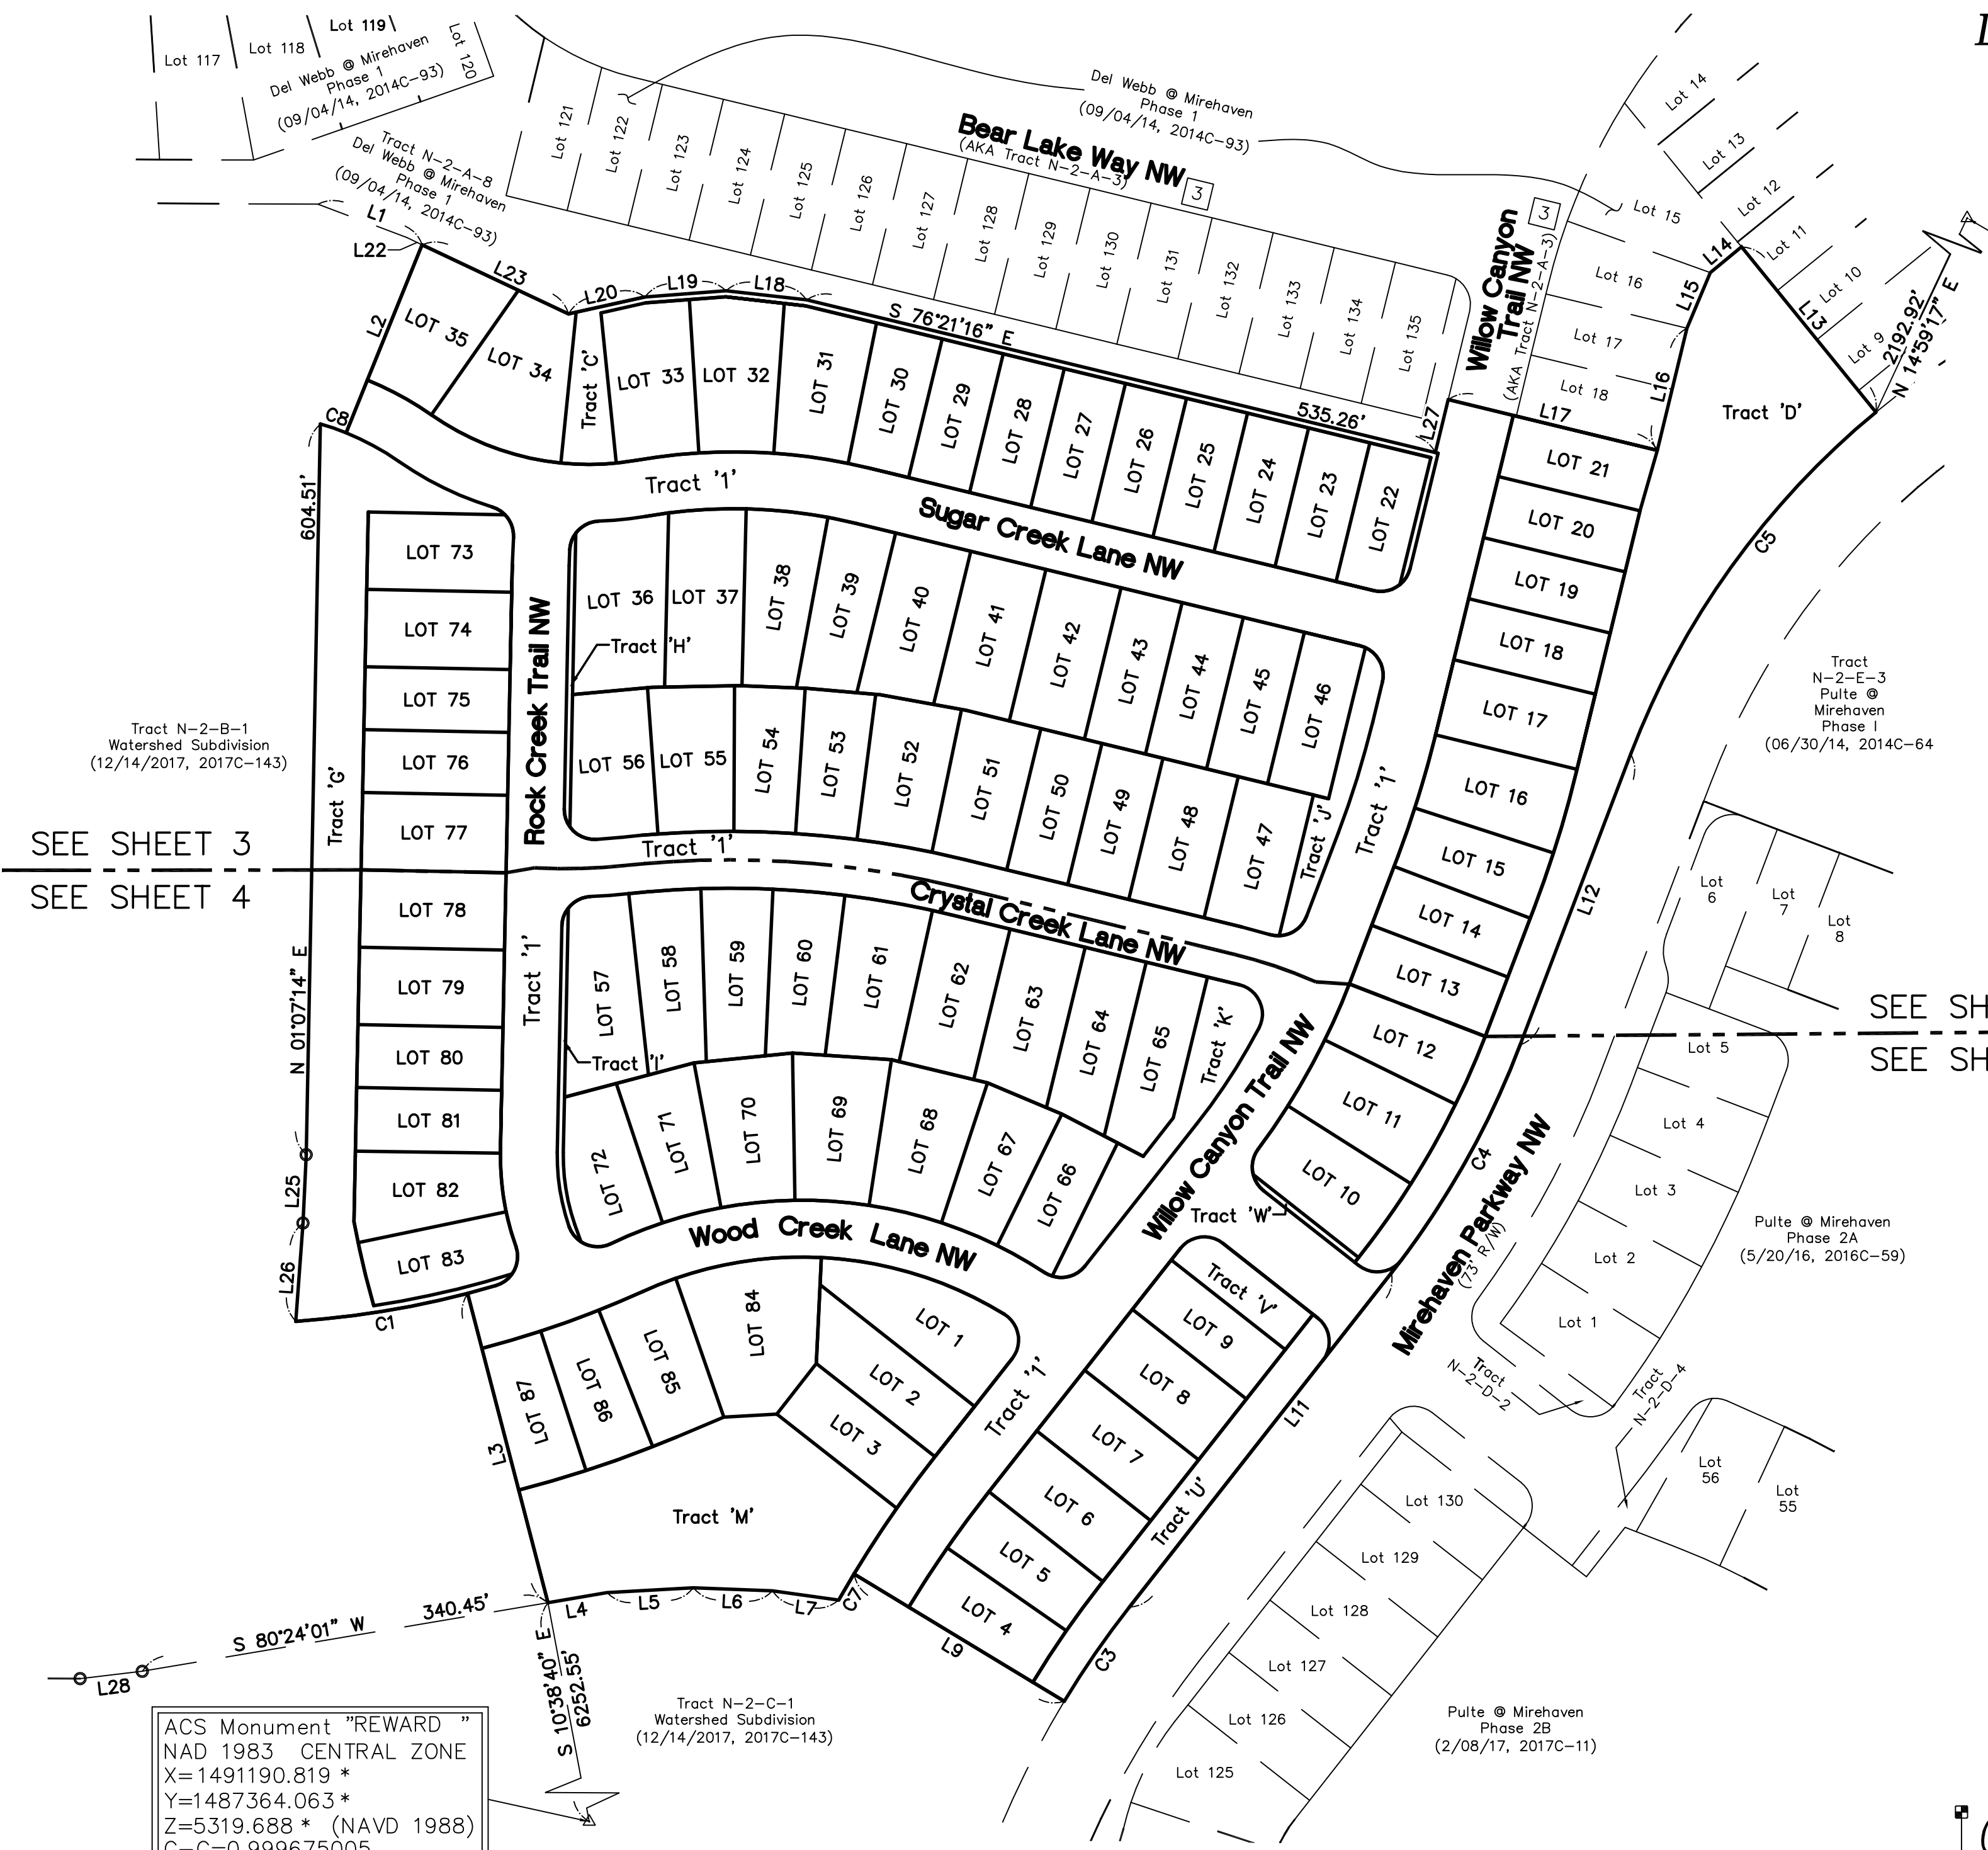 Lot 117
Lot 118
Lot 119
Lot 120
Del Webb @ Mirehaven
Phase 1
(09/04/14, 2014C-93)
Tract N-2-A-8
Del Webb @ Mirehaven
Phase 1
(09/04/14, 2014C-93)
Lot 121
Lot 122
Lot 123
Lot 124
Lot 125
Lot 126
Lot 127
Lot 128
Lot 129
Lot 130
Lot 131
Lot 132
Lot 133
Lot 134
Lot 135
Del Webb @ Mirehaven
Phase 1
(09/04/14, 2014C-93)
Bear Lake Way NW
(AKA Tract N-2-A-3)
3
Willow Canyon
Trail NW
(AKA Tract N-2-A-3)
3
Lot 14
Lot 13
Lot 12
Lot 11
Lot 10
Lot 9
Lot 15
Lot 16
Lot 17
Lot 18
2192.92'
N 14°59'17" E
L1
L22
L23
L20
L19
L18
S 76°21'16" E
535.26'
L27
L17
L16
L15
L14
L13
L2
C8
C5
Tract 'D'
LOT 35
LOT 34
Tract 'C'
LOT 33
LOT 32
LOT 31
LOT 30
LOT 29
LOT 28
LOT 27
LOT 26
LOT 25
LOT 24
LOT 23
LOT 22
LOT 21
LOT 20
LOT 19
LOT 18
LOT 17
LOT 16
LOT 15
LOT 14
LOT 13
LOT 12
LOT 11
LOT 10
Tract '1'
Sugar Creek Lane NW
604.51'
LOT 73
LOT 74
LOT 75
LOT 76
LOT 77
LOT 78
LOT 79
LOT 80
LOT 81
LOT 82
LOT 83
Tract 'G'
Rock Creek Trail NW
LOT 36
LOT 37
LOT 38
LOT 39
LOT 40
LOT 41
LOT 42
LOT 43
LOT 44
LOT 45
LOT 46
Tract 'H'
LOT 56
LOT 55
LOT 54
LOT 53
LOT 52
LOT 51
LOT 50
LOT 49
LOT 48
LOT 47
Tract 'J'
Tract '1'
Tract '1'
Crystal Creek Lane NW
Tract N-2-B-1
Watershed Subdivision
(12/14/2017, 2017C-143)
SEE SHEET 3
SEE SHEET 4
Tract
N-2-E-3
Pulte @
Mirehaven
Phase I
(06/30/14, 2014C-64
L12
Lot
6
Lot
7
Lot
8
SEE SH
SEE SH
N 01°07'14" E
Tract '1'
LOT 57
LOT 58
LOT 59
LOT 60
LOT 61
LOT 62
LOT 63
LOT 64
LOT 65
Tract 'K'
Tract 'I'
LOT 72
LOT 71
LOT 70
LOT 69
LOT 68
LOT 67
LOT 66
Willow Canyon Trail NW
Tract 'W'
Wood Creek Lane NW
L25
L26
C1
C4
Mirehaven Parkway NW
(73' R/W)
Lot 5
Lot 4
Lot 3
Lot 2
Lot 1
Pulte @ Mirehaven
Phase 2A
(5/20/16, 2016C-59)
Tract
N-2-D-2
Tract
N-2-D-4
Lot
56
Lot
55
LOT 87
LOT 86
LOT 85
LOT 84
LOT 1
LOT 2
LOT 3
Tract '1'
Tract 'V'
LOT 9
LOT 8
LOT 7
LOT 6
LOT 5
LOT 4
Tract 'U'
L11
L3
Tract 'M'
L4
L5
L6
L7
C7
L9
C3
Lot 130
Lot 129
Lot 128
Lot 127
Lot 126
Lot 125
Pulte @ Mirehaven
Phase 2B
(2/08/17, 2017C-11)
S 80°24'01" W
340.45'
L28
S 10°38'40" E
6252.55'
Tract N-2-C-1
Watershed Subdivision
(12/14/2017, 2017C-143)
ACS Monument "REWARD "
NAD 1983 CENTRAL ZONE
X=1491190.819 *
Y=1487364.063 *
Z=5319.688 * (NAVD 1988)
G-G=0.999675005